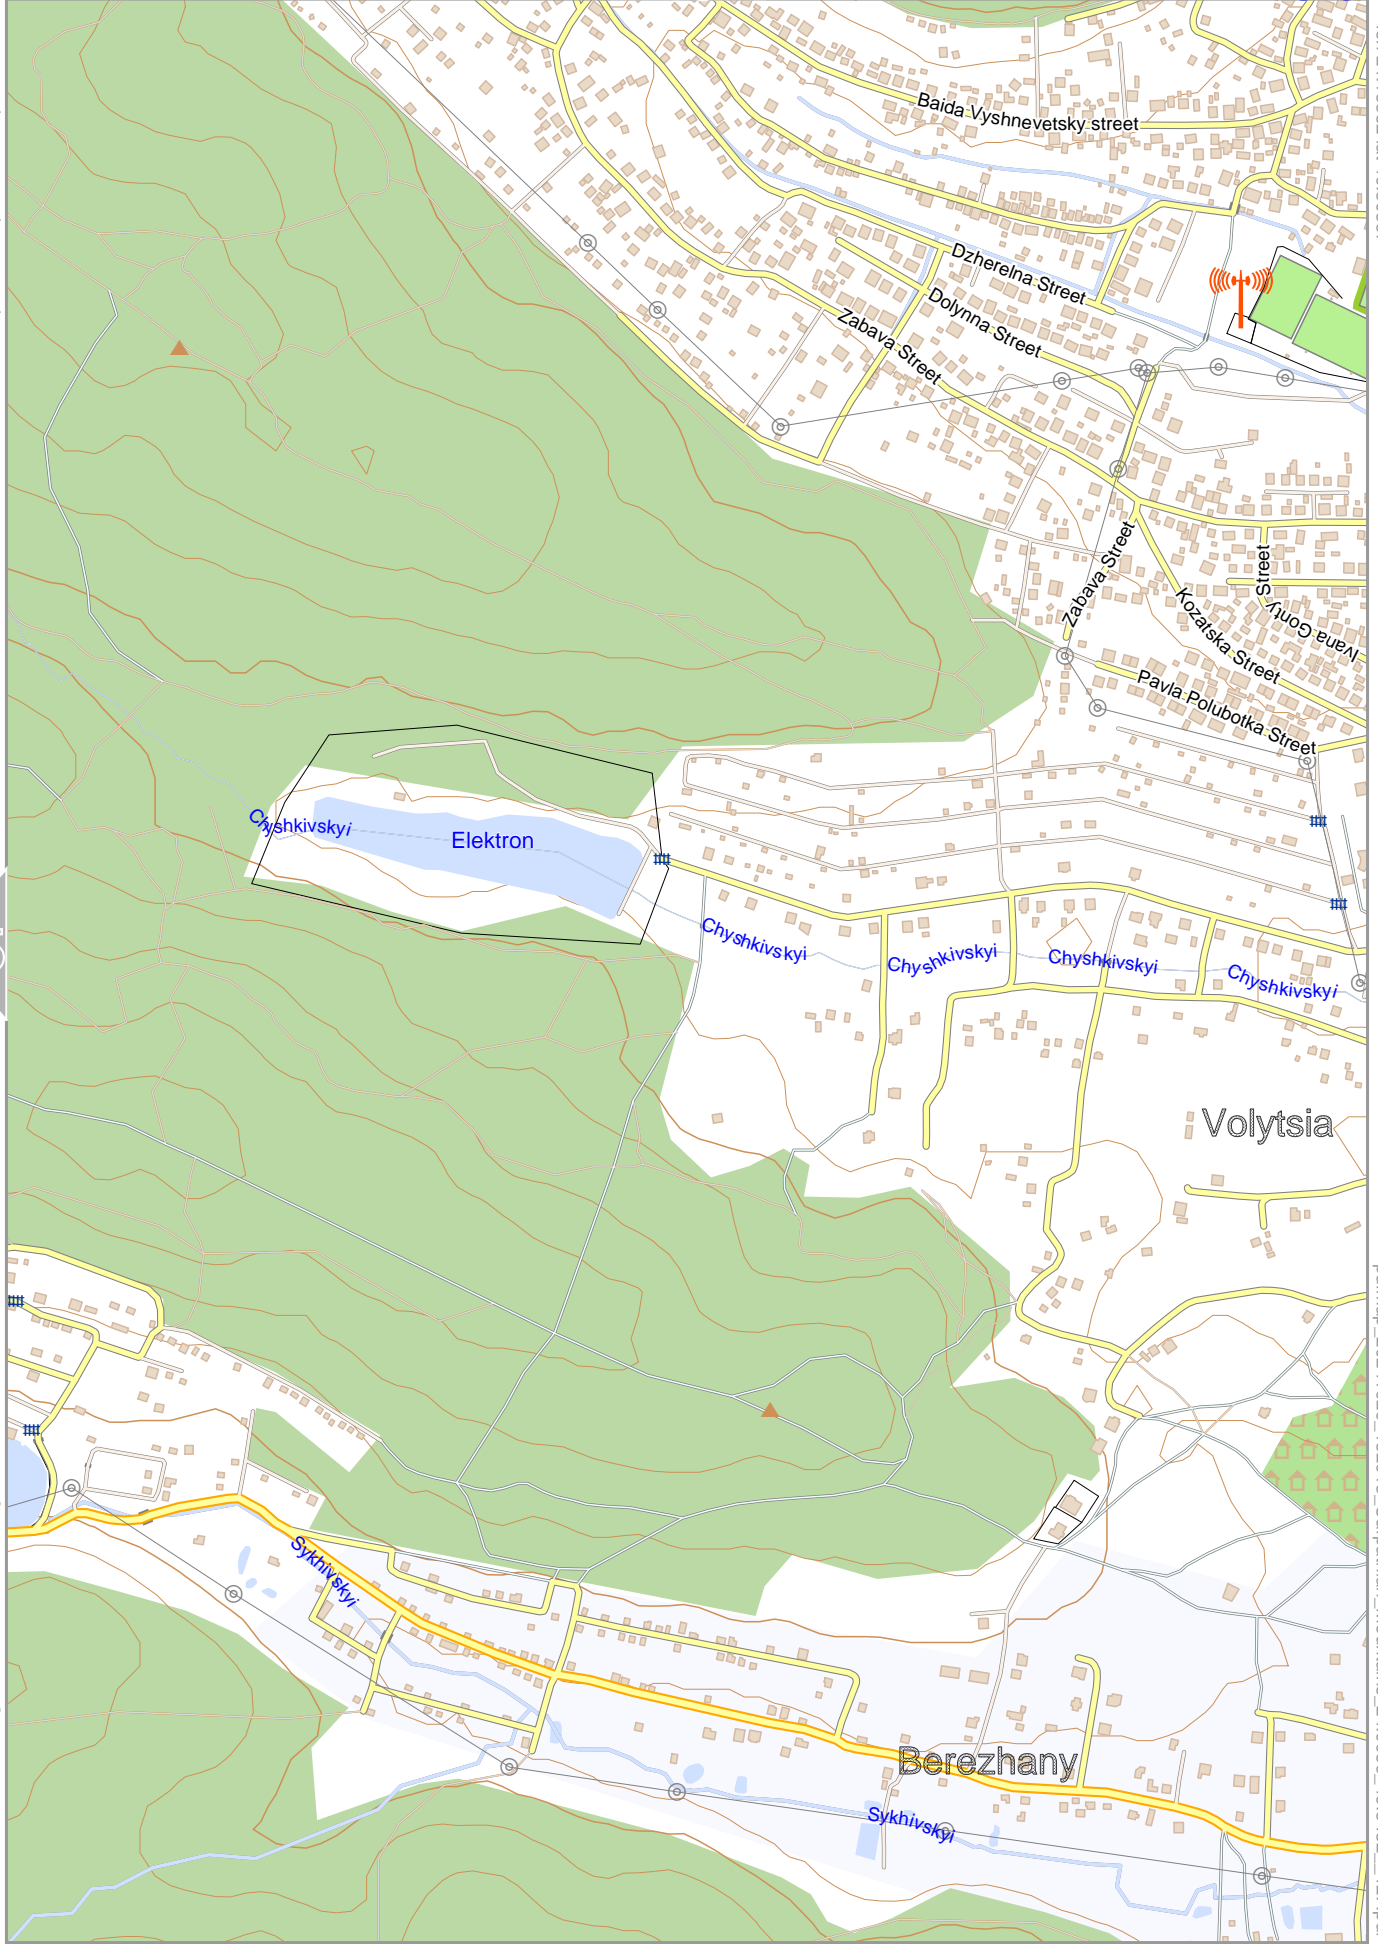 Baida Vyshnevetsky street
Dzherelna Street
Dolynna Street
Zabava Street
Zabava Street
Street
Ivana Gonty
Kozatska Street
Pavla Polubotka Street
Chyshkivskyi
Elektron
Chyshkivskyi
Chyshkivskyi
Chyshkivskyi
Chyshkivskyi
Volytsia
Sykhivskyi
Berezhany
Sykhivskyi